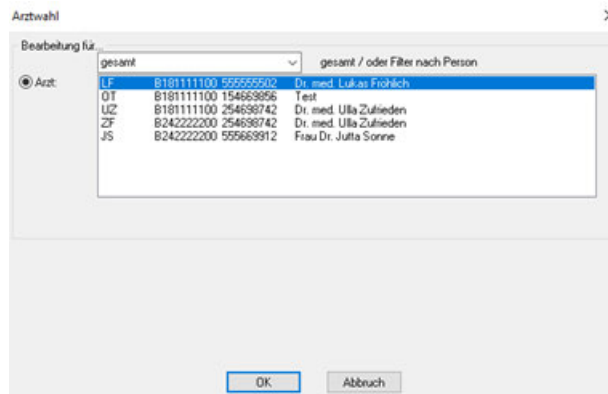 Arztwahl
Bearbeitung für...
gesamt gesamt / oder Filter nach Person
Arzt:
LF B181111100 555555502 Dr. med. Lukas Fröhlich
OT B181111100 154669856 Test
UZ B181111100 254698742 Dr. med. Ulla Zufrieden
ZF B242222200 254698742 Dr. med. Ulla Zufrieden
JS B242222200 555669912 Frau Dr. Jutta Sonne
OK Abbruch